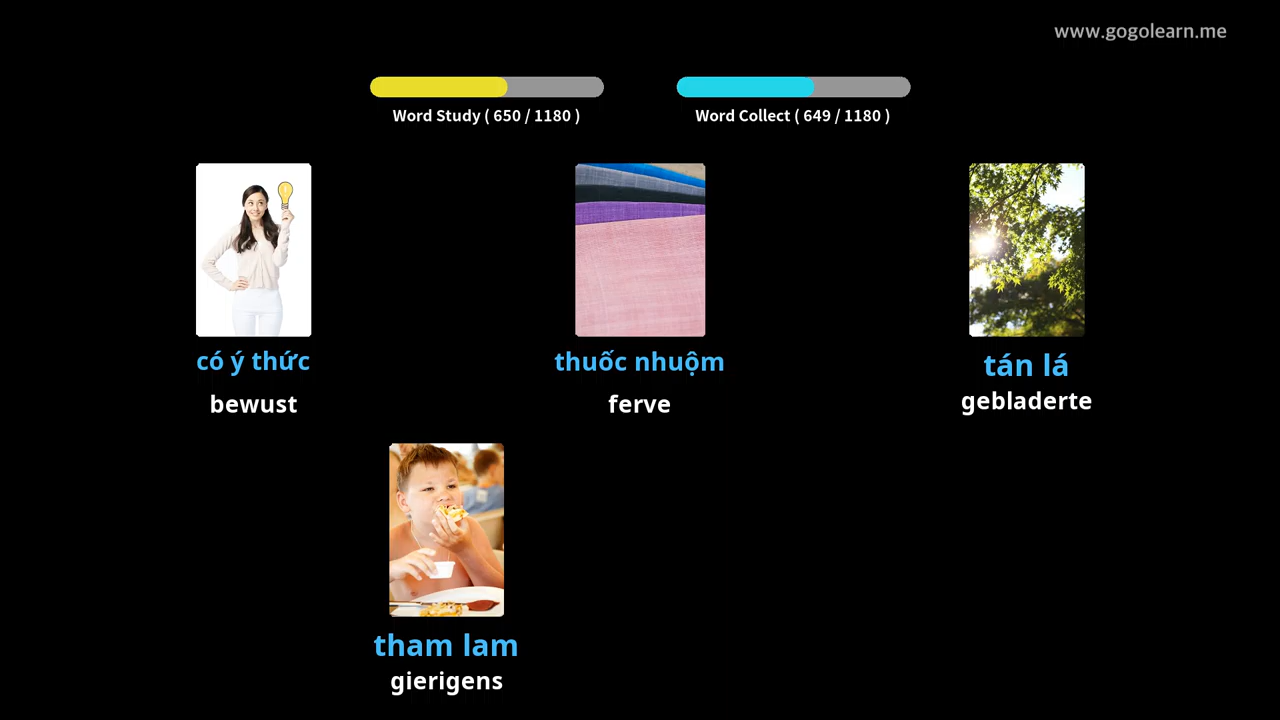 www.gogolearn.me
Word Study ( 650 / 1180 )
Word Collect ( 649 / 1180 )
có ý thức
thuốc nhuộm
tán lá
bewust
ferve
gebladerte
tham lam
gierigens